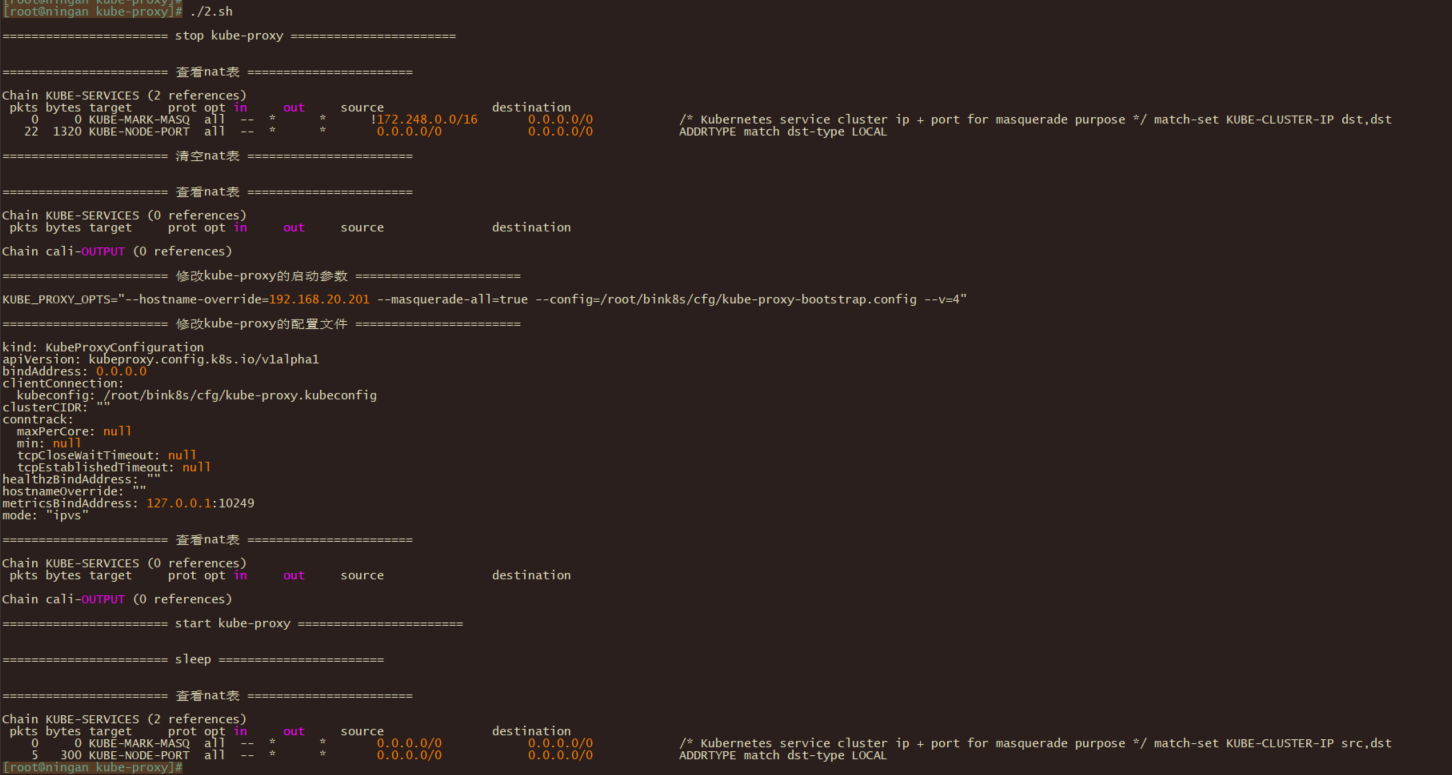 [root@ningan kube-proxy]#
[root@ningan kube-proxy]# ./2.sh
======================= stop kube-proxy =======================
======================= 查看nat表 =======================
Chain KUBE-SERVICES (2 references)
pkts bytes target prot opt in out source destination
0 0 KUBE-MARK-MASQ all -- * * !172.248.0.0/16 0.0.0.0/0 /* Kubernetes service cluster ip + port for masquerade purpose */ match-set KUBE-CLUSTER-IP dst,dst
22 1320 KUBE-NODE-PORT all -- * * 0.0.0.0/0 0.0.0.0/0 ADDRTYPE match dst-type LOCAL
======================= 清空nat表 =======================
======================= 查看nat表 =======================
Chain KUBE-SERVICES (0 references)
pkts bytes target prot opt in out source destination
Chain cali-OUTPUT (0 references)
======================= 修改kube-proxy的启动参数 =======================
KUBE_PROXY_OPTS="--hostname-override=192.168.20.201 --masquerade-all=true --config=/root/bink8s/cfg/kube-proxy-bootstrap.config --v=4"
======================= 修改kube-proxy的配置文件 =======================
kind: KubeProxyConfiguration
apiVersion: kubeproxy.config.k8s.io/v1alpha1
bindAddress: 0.0.0.0
clientConnection:
kubeconfig: /root/bink8s/cfg/kube-proxy.kubeconfig
clusterCIDR: ""
conntrack:
maxPerCore: null
min: null
tcpCloseWaitTimeout: null
tcpEstablishedTimeout: null
healthzBindAddress: ""
hostnameOverride: ""
metricsBindAddress: 127.0.0.1:10249
mode: "ipvs"
======================= 查看nat表 =======================
Chain KUBE-SERVICES (0 references)
pkts bytes target prot opt in out source destination
Chain cali-OUTPUT (0 references)
======================= start kube-proxy =======================
======================= sleep =======================
======================= 查看nat表 =======================
Chain KUBE-SERVICES (2 references)
pkts bytes target prot opt in out source destination
0 0 KUBE-MARK-MASQ all -- * * 0.0.0.0/0 0.0.0.0/0 /* Kubernetes service cluster ip + port for masquerade purpose */ match-set KUBE-CLUSTER-IP src,dst
5 300 KUBE-NODE-PORT all -- * * 0.0.0.0/0 0.0.0.0/0 ADDRTYPE match dst-type LOCAL
[root@ningan kube-proxy]#